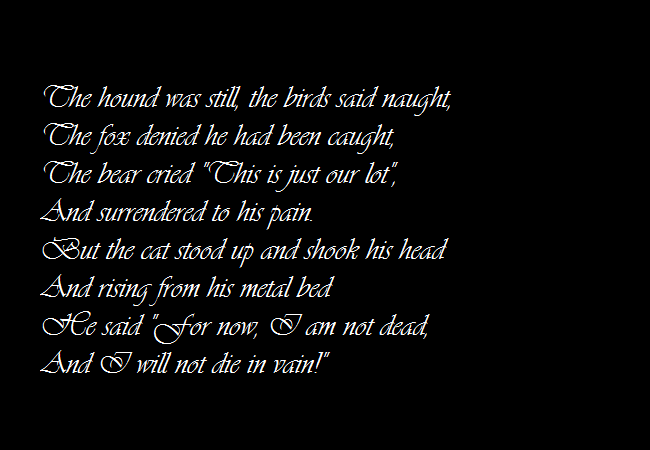 The hound was still, the birds said naught,
The fox denied he had been caught,
The bear cried "This is just our lot",
And surrendered to his pain.
But the cat stood up and shook his head
And rising from his metal bed
He said "For now, I am not dead,
And I will not die in vain!"